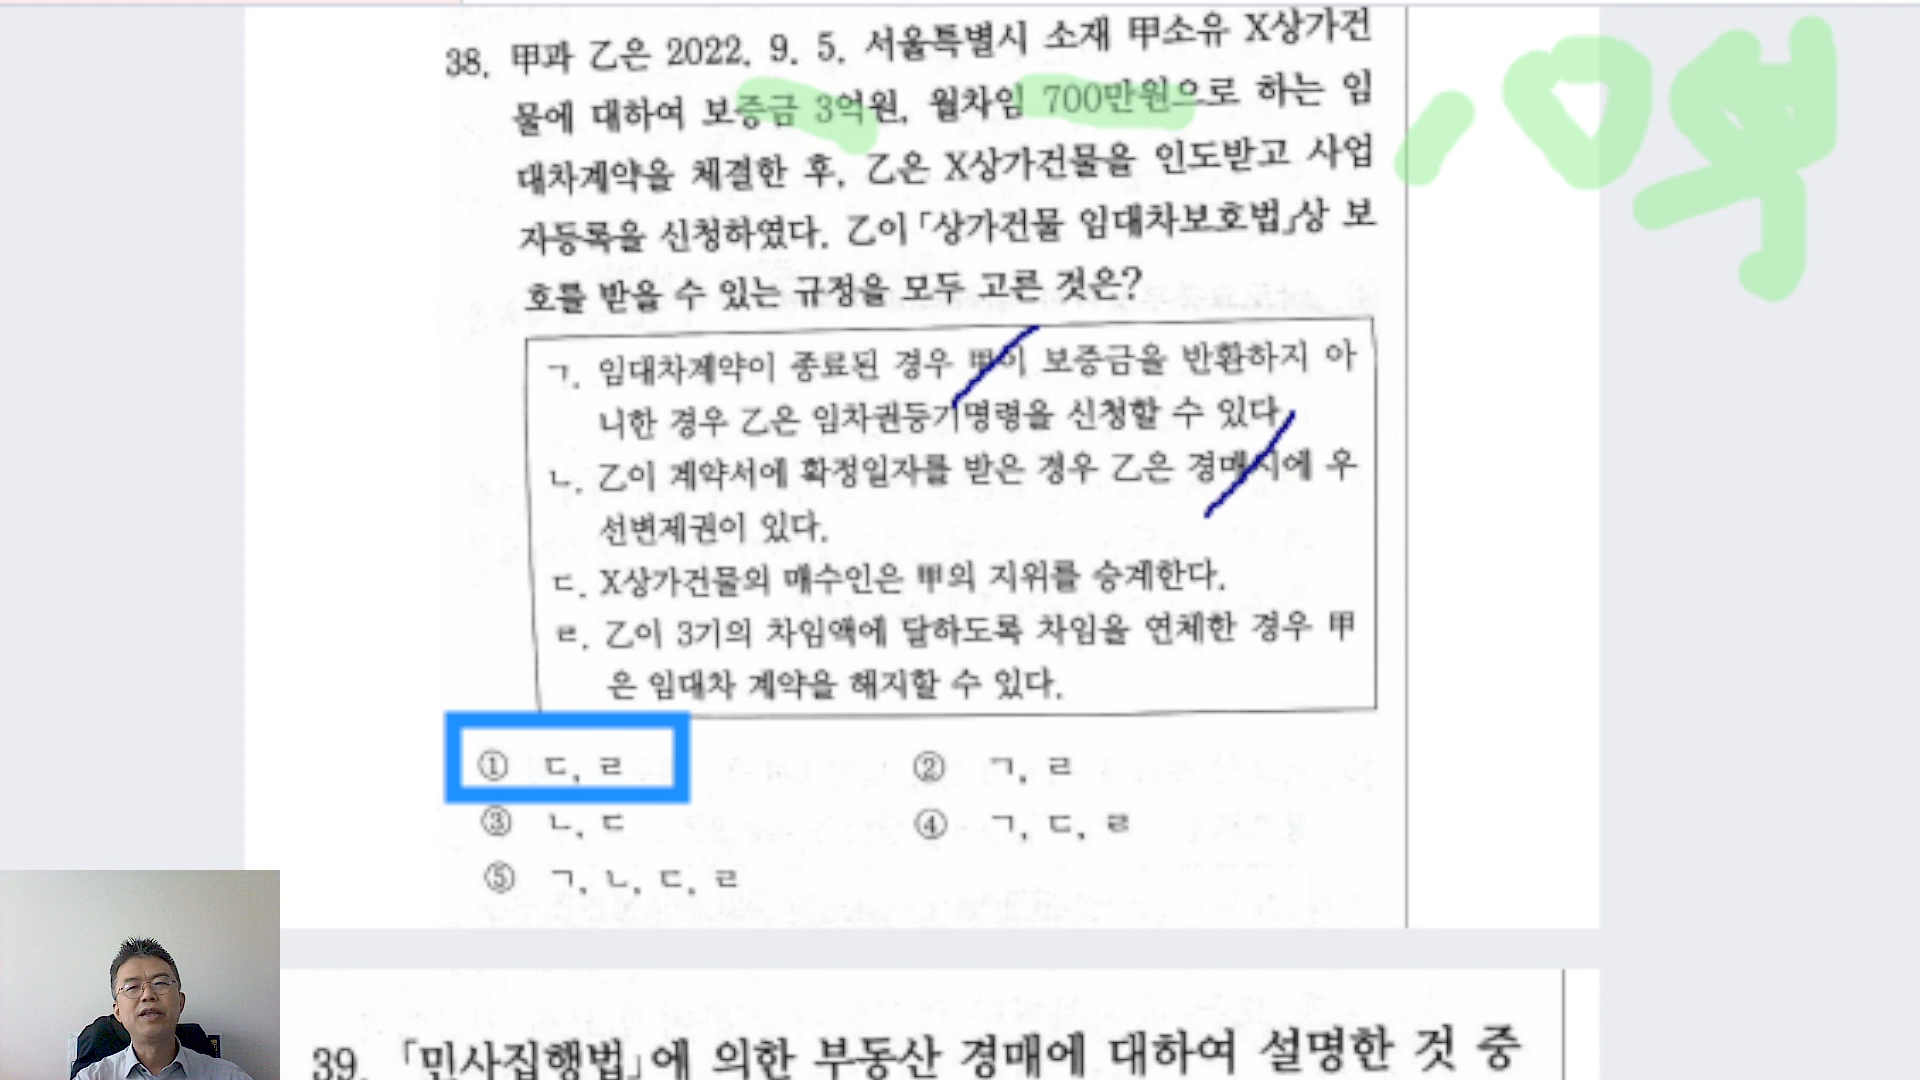 38. 甲과 乙은 2022. 9. 5. 서울특별시 소재 甲소유 X상가건
물에 대하여 보증금 3억원, 월차임 700만원으로 하는 임
대차계약을 체결한 후, 乙은 X상가건물을 인도받고 사업
자등록을 신청하였다. 乙이 「상가건물 임대차보호법」상 보
호를 받을 수 있는 규정을 모두 고른 것은?
ㄱ. 임대차계약이 종료된 경우 甲이 보증금을 반환하지 아
니한 경우 乙은 임차권등기명령을 신청할 수 있다.
ㄴ. 乙이 계약서에 확정일자를 받은 경우 乙은 경매시에 우
선변제권이 있다.
ㄷ. X상가건물의 매수인은 甲의 지위를 승계한다.
ㄹ. 乙이 3기의 차임액에 달하도록 차임을 연체한 경우 甲
은 임대차 계약을 해지할 수 있다.
① ㄷ, ㄹ ② ㄱ, ㄹ
③ ㄴ, ㄷ ④ ㄱ, ㄷ, ㄹ
⑤ ㄱ, ㄴ, ㄷ, ㄹ
39. 「민사집행법」에 의한 부동산 경매에 대하여 설명한 것 중